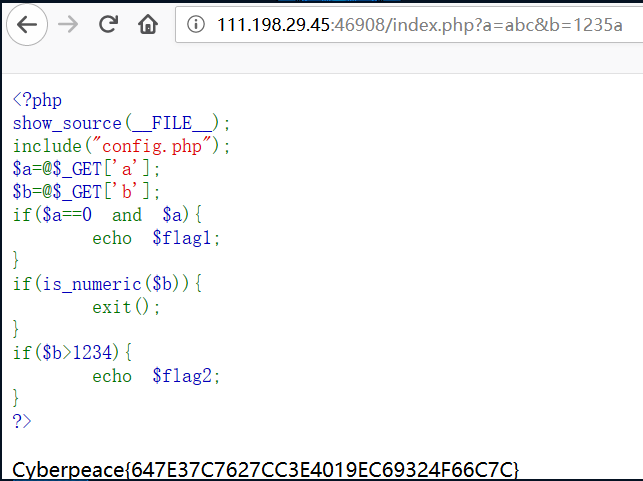 111.198.29.45:46908/index.php?a=abc&b=1235a
<?php
show_source(__FILE__);
include("config.php");
$a=@$_GET['a'];
$b=@$_GET['b'];
if($a==0 and $a){
        echo $flag1;
}
if(is_numeric($b)){
        exit();
}
if($b>1234){
        echo $flag2;
}
?>
Cyberpeace{647E37C7627CC3E4019EC69324F66C7C}